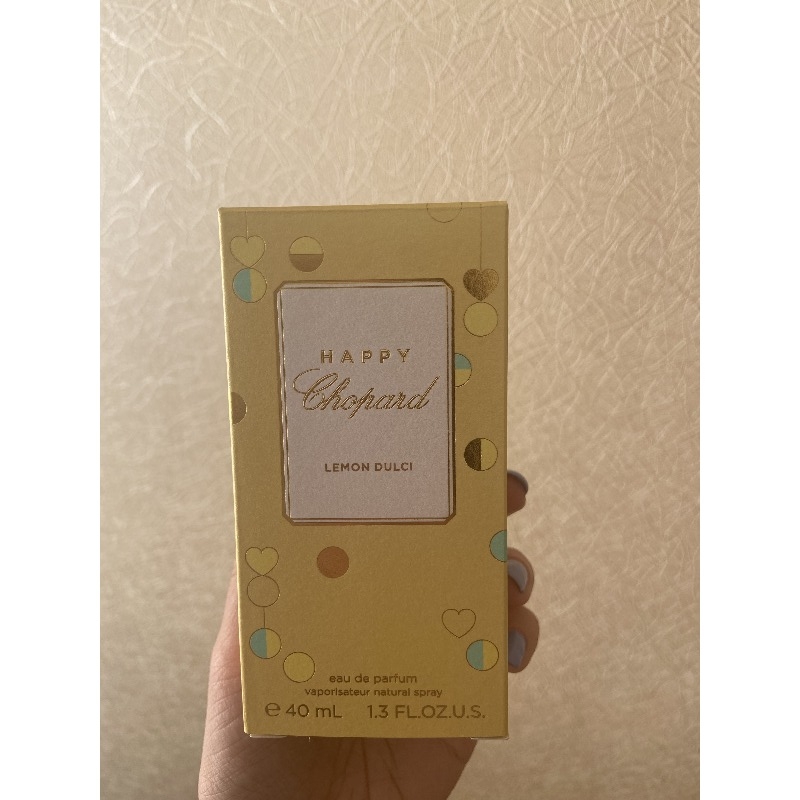 HAPPY
Chopard
LEMON DULCI
eau de parfum
vaporisateur natural spray
℮ 40 mL 1.3 FL.OZ.U.S.